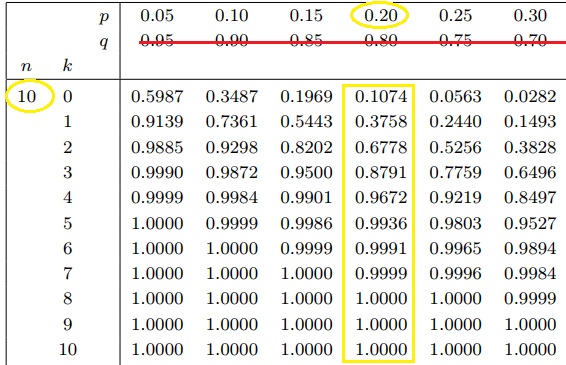 p 0.05 0.10 0.15 0.20 0.25 0.30
q 0.95 0.90 0.85 0.80 0.75 0.70
n k
10 0 0.5987 0.3487 0.1969 0.1074 0.0563 0.0282
1 0.9139 0.7361 0.5443 0.3758 0.2440 0.1493
2 0.9885 0.9298 0.8202 0.6778 0.5256 0.3828
3 0.9990 0.9872 0.9500 0.8791 0.7759 0.6496
4 0.9999 0.9984 0.9901 0.9672 0.9219 0.8497
5 1.0000 0.9999 0.9986 0.9936 0.9803 0.9527
6 1.0000 1.0000 0.9999 0.9991 0.9965 0.9894
7 1.0000 1.0000 1.0000 0.9999 0.9996 0.9984
8 1.0000 1.0000 1.0000 1.0000 1.0000 0.9999
9 1.0000 1.0000 1.0000 1.0000 1.0000 1.0000
10 1.0000 1.0000 1.0000 1.0000 1.0000 1.0000